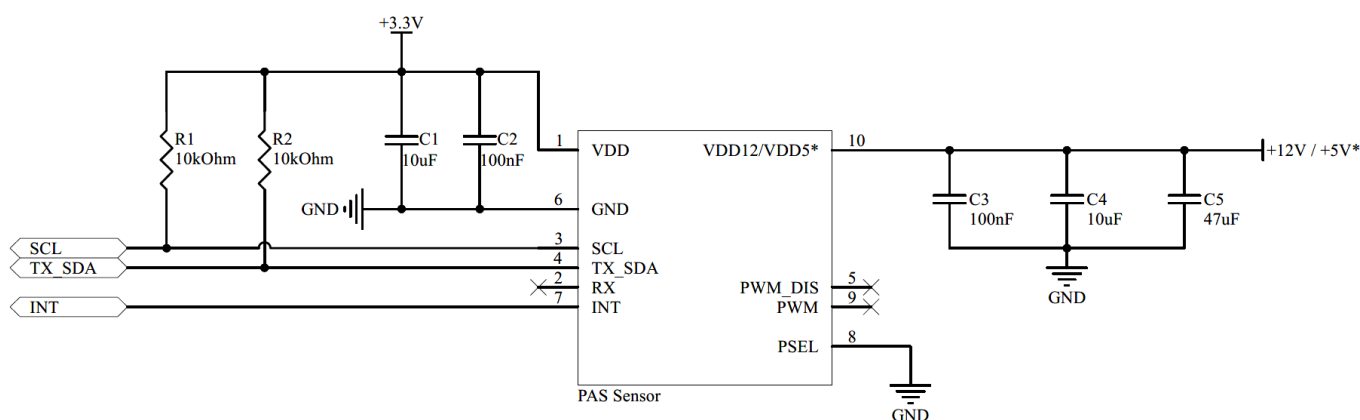 +3.3V
R1
10kOhm
R2
10kOhm
C1
10uF
C2
100nF
1
VDD
VDD12/VDD5*
10
+12V / +5V*
GND
6
GND
C3
100nF
C4
10uF
C5
47uF
SCL
3
SCL
TX_SDA
4
TX_SDA
2
RX
PWM_DIS
5
GND
INT
7
INT
PWM
9
PSEL
8
PAS Sensor
GND